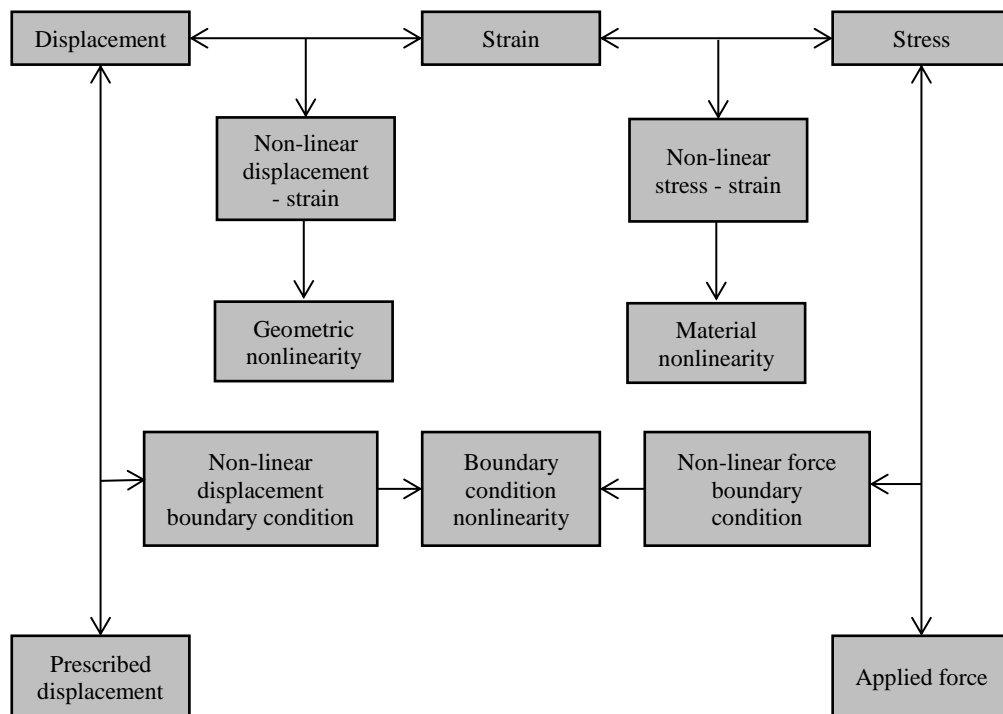 Displacement
Strain
Stress
Non-linear
displacement
- strain
Non-linear
stress - strain
Geometric
nonlinearity
Material
nonlinearity
Non-linear
displacement
boundary condition
Boundary
condition
nonlinearity
Non-linear force
boundary
condition
Prescribed
displacement
Applied force